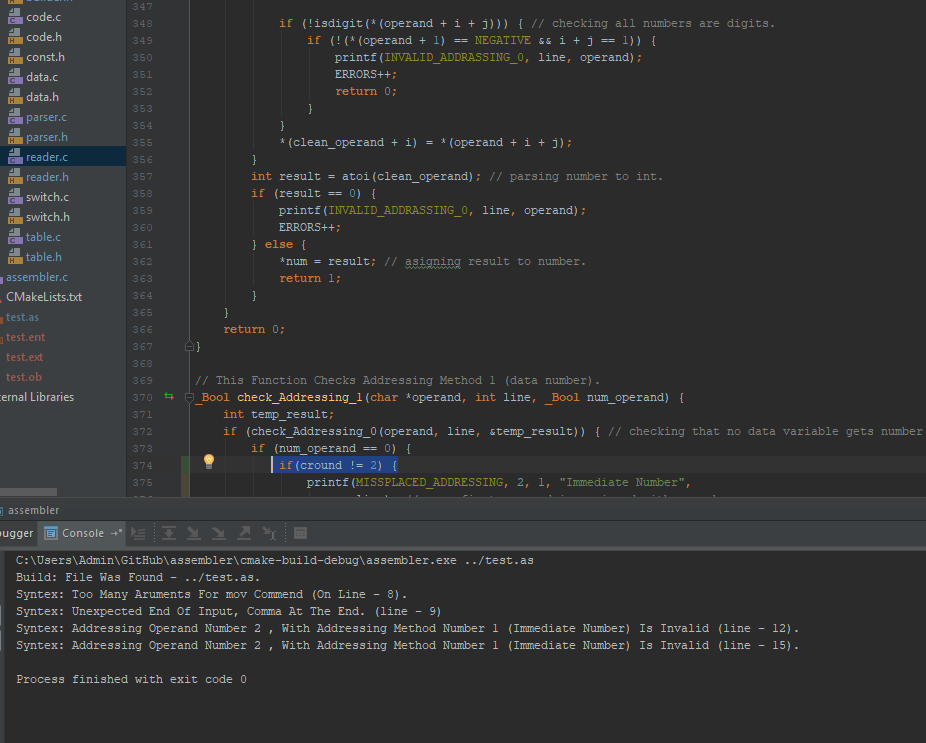 code.c
code.h
const.h
data.c
data.h
parser.c
parser.h
reader.c
reader.h
switch.c
switch.h
table.c
table.h
assembler.c
CMakeLists.txt
test.as
test.ent
test.ext
test.ob
ternal Libraries
347
348 if (!isdigit(*(operand + i + j))) { // checking all numbers are digits.
349 if (!(*(operand + 1) == NEGATIVE && i + j == 1)) {
350 printf(INVALID_ADDRASSING_0, line, operand);
351 ERRORS++;
352 return 0;
353 }
354 }
355 *(clean_operand + i) = *(operand + i + j);
356 }
357 int result = atoi(clean_operand); // parsing number to int.
358 if (result == 0) {
359 printf(INVALID_ADDRASSING_0, line, operand);
360 ERRORS++;
361 } else {
362 *num = result; // asigning result to number.
363 return 1;
364 }
365 }
366 return 0;
367 }
368
369 // This Function Checks Addressing Method 1 (data number).
370 _Bool check_Addressing_1(char *operand, int line, _Bool num_operand) {
371 int temp_result;
372 if (check_Addressing_0(operand, line, &temp_result)) { // checking that no data variable gets number
373 if (num_operand == 0) {
374 if(cround != 2) {
375 printf(MISSPLACED_ADDRESSING, 2, 1, "Immediate Number",
assembler
ugger Console
C:\Users\Admin\GitHub\assembler\cmake-build-debug\assembler.exe ../test.as
Build: File Was Found - ../test.as.
Syntex: Too Many Aruments For mov Commend (On Line - 8).
Syntex: Unexpected End Of Input, Comma At The End. (line - 9)
Syntex: Addressing Operand Number 2 , With Addressing Method Number 1 (Immediate Number) Is Invalid (line - 12).
Syntex: Addressing Operand Number 2 , With Addressing Method Number 1 (Immediate Number) Is Invalid (line - 15).
Process finished with exit code 0